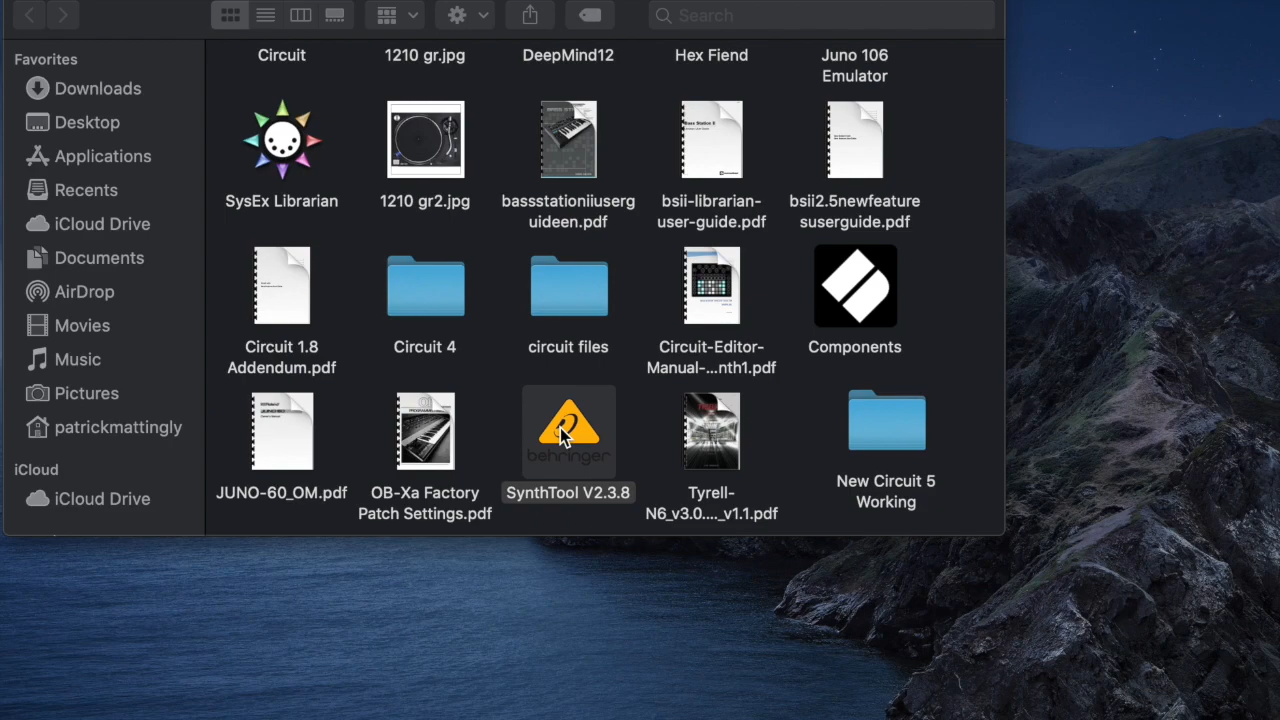 Search
Favorites
Downloads
Desktop
Applications
Recents
iCloud Drive
Documents
AirDrop
Movies
Music
Pictures
patrickmattingly
iCloud
iCloud Drive
Circuit
1210 gr.jpg
DeepMind12
Hex Fiend
Juno 106
Emulator
SysEx Librarian
1210 gr2.jpg
bassstationiiuserg
uideen.pdf
bsii-librarian-
user-guide.pdf
bsii2.5newfeature
suserguide.pdf
Circuit 1.8
Addendum.pdf
Circuit 4
circuit files
Circuit-Editor-
Manual-...nth1.pdf
Components
JUNO-60_OM.pdf
OB-Xa Factory
Patch Settings.pdf
behringer
SynthTool V2.3.8
Tyrell-
N6_v3.0...._v1.1.pdf
New Circuit 5
Working